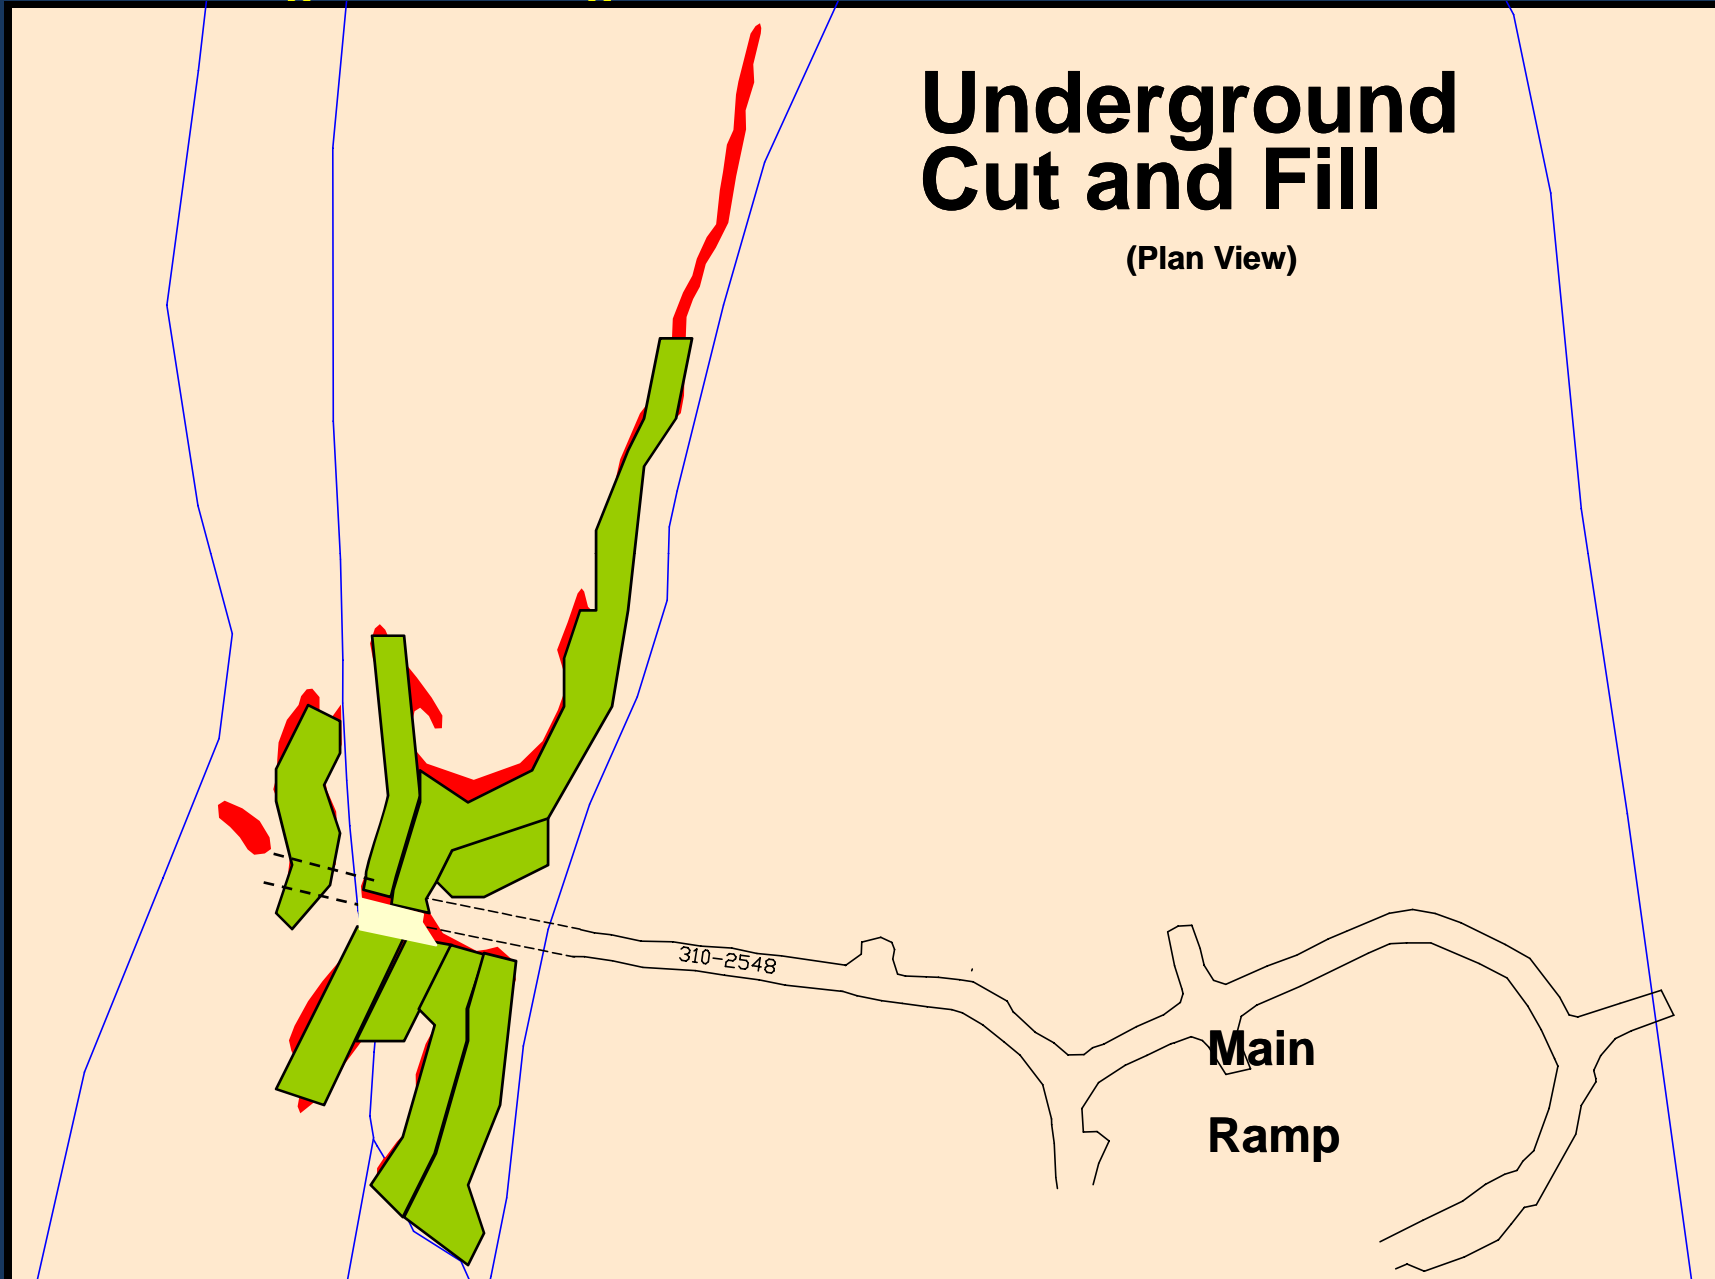 Underground
Cut and Fill
(Plan View)
310-2548
Main
Ramp